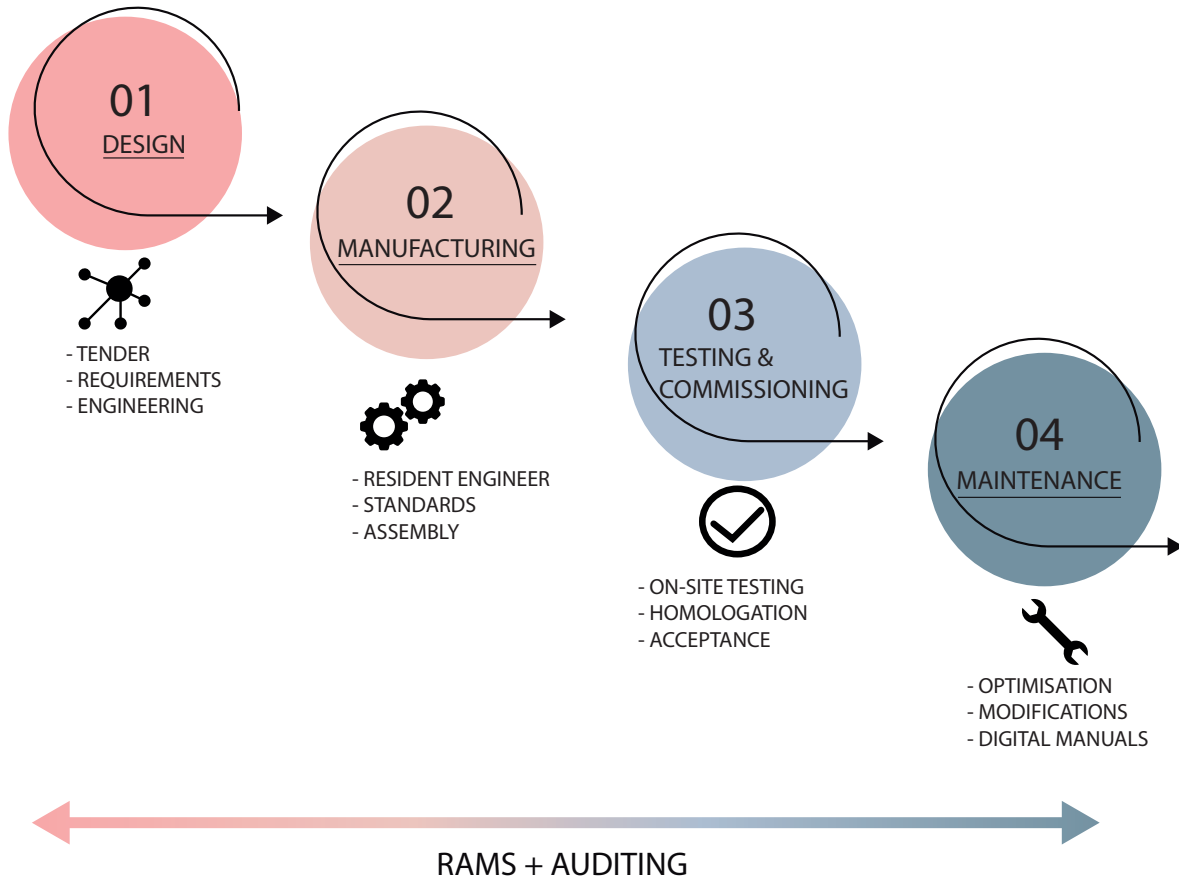 01
DESIGN
- TENDER
- REQUIREMENTS
- ENGINEERING
02
MANUFACTURING
- RESIDENT ENGINEER
- STANDARDS
- ASSEMBLY
03
TESTING &
COMMISSIONING
- ON-SITE TESTING
- HOMOLOGATION
- ACCEPTANCE
04
MAINTENANCE
- OPTIMISATION
- MODIFICATIONS
- DIGITAL MANUALS
RAMS + AUDITING